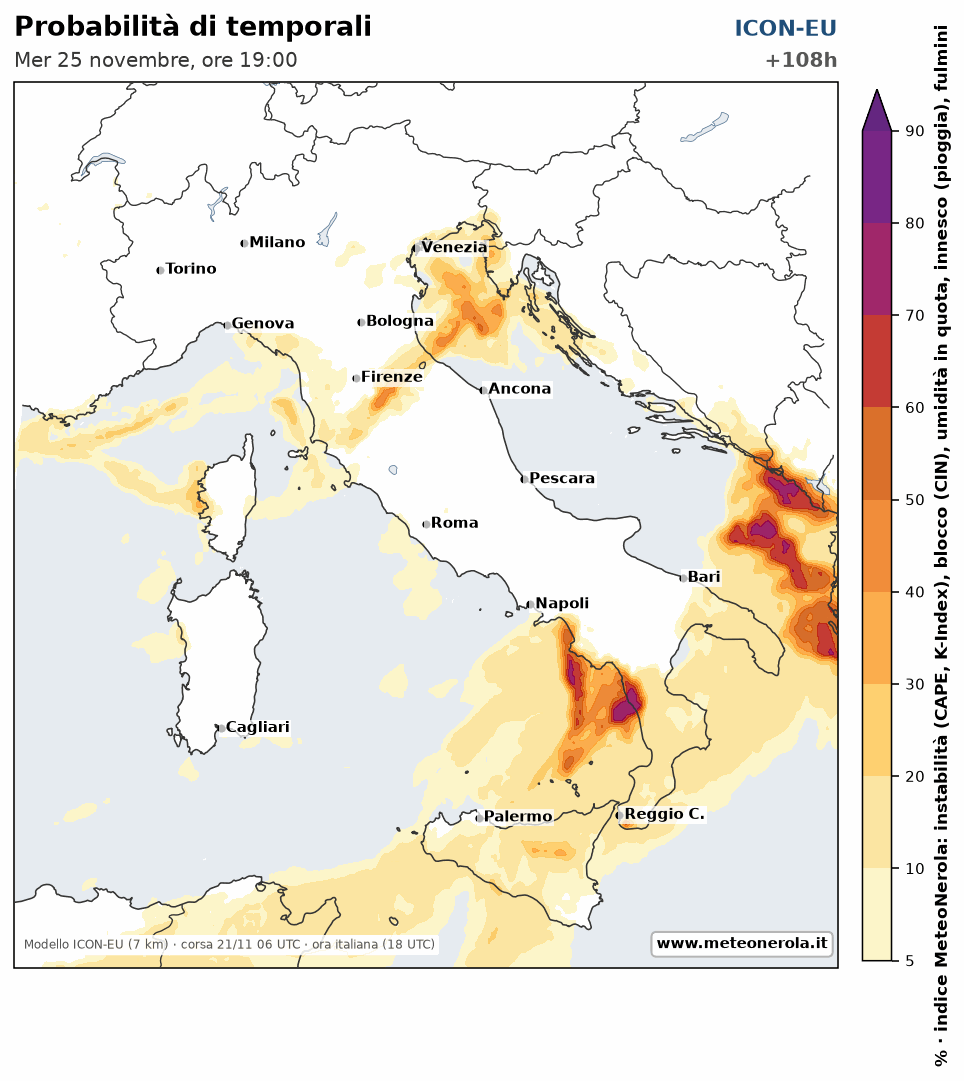 Probabilità di temporali
ICON-EU
Mer 25 novembre, ore 19:00
+108h
Milano
Venezia
Torino
Genova
Bologna
Firenze
Ancona
Pescara
Roma
Bari
Napoli
Cagliari
Palermo
Reggio C.
Modello ICON-EU (7 km) · corsa 21/11 06 UTC · ora italiana (18 UTC)
www.meteonerola.it
90
80
70
60
50
40
30
20
10
5
% · indice MeteoNerola: instabilità (CAPE, K-Index), blocco (CIN), umidità in quota, innesco (pioggia), fulmini